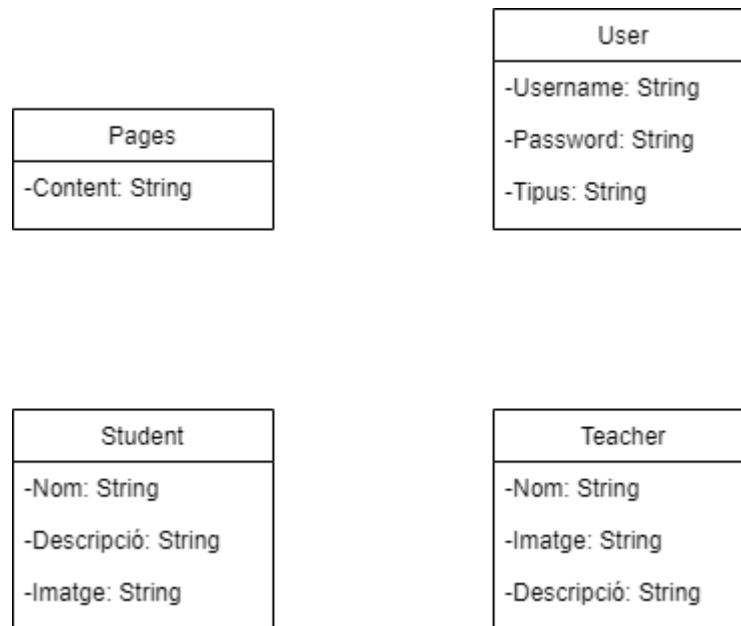 Pages
-Content: String
User
-Username: String
-Password: String
-Tipus: String
Student
-Nom: String
-Descripció: String
-Imatge: String
Teacher
-Nom: String
-Imatge: String
-Descripció: String